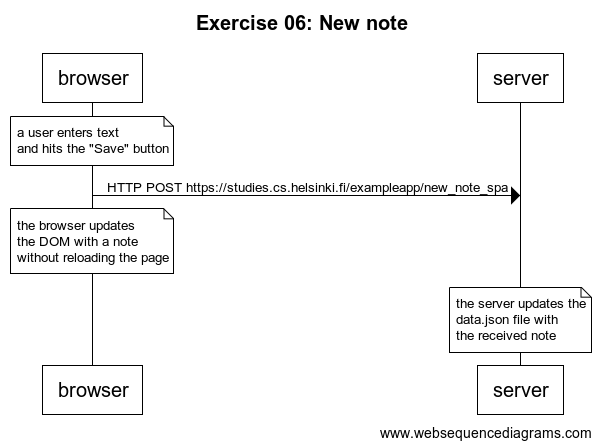 Exercise 06: New note
browser
server
a user enters text
and hits the "Save" button
HTTP POST https://studies.cs.helsinki.fi/exampleapp/new_note_spa
the browser updates
the DOM with a note
without reloading the page
the server updates the
data.json file with
the received note
browser
server
www.websequencediagrams.com